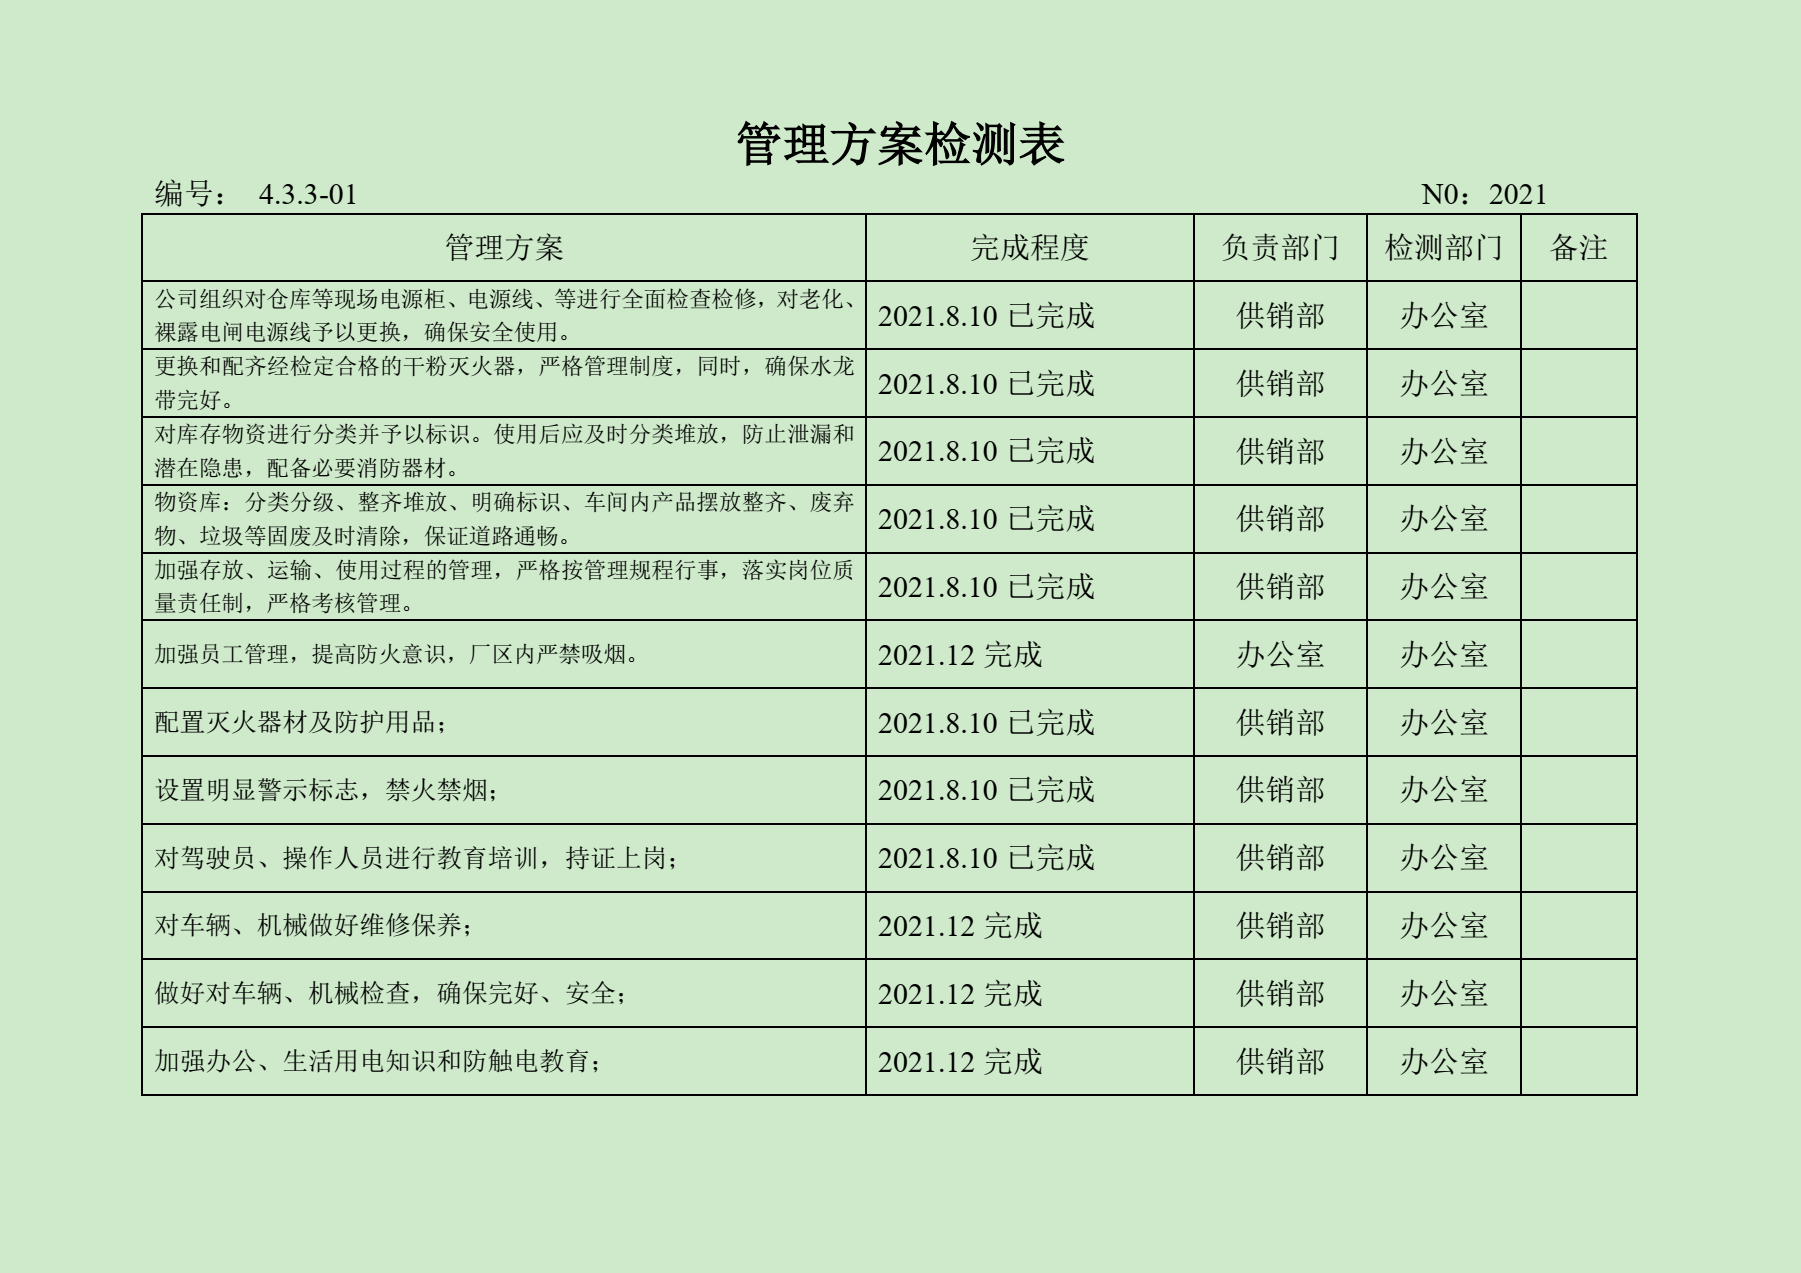 管理方案检测表
编号： 4.3.3-01 N0：2021
管理方案 完成程度 负责部门 检测部门 备注
公司组织对仓库等现场电源柜、电源线、等进行全面检查检修，对老化、
裸露电闸电源线予以更换，确保安全使用。
2021.8.10 已完成 供销部 办公室
更换和配齐经检定合格的干粉灭火器，严格管理制度，同时，确保水龙
带完好。
2021.8.10 已完成 供销部 办公室
对库存物资进行分类并予以标识。使用后应及时分类堆放，防止泄漏和
潜在隐患，配备必要消防器材。
2021.8.10 已完成 供销部 办公室
物资库：分类分级、整齐堆放、明确标识、车间内产品摆放整齐、废弃
物、垃圾等固废及时清除，保证道路通畅。
2021.8.10 已完成 供销部 办公室
加强存放、运输、使用过程的管理，严格按管理规程行事，落实岗位质
量责任制，严格考核管理。
2021.8.10 已完成 供销部 办公室
加强员工管理，提高防火意识，厂区内严禁吸烟。 2021.12 完成 办公室 办公室
配置灭火器材及防护用品； 2021.8.10 已完成 供销部 办公室
设置明显警示标志，禁火禁烟； 2021.8.10 已完成 供销部 办公室
对驾驶员、操作人员进行教育培训，持证上岗； 2021.8.10 已完成 供销部 办公室
对车辆、机械做好维修保养； 2021.12 完成 供销部 办公室
做好对车辆、机械检查，确保完好、安全； 2021.12 完成 供销部 办公室
加强办公、生活用电知识和防触电教育； 2021.12 完成 供销部 办公室